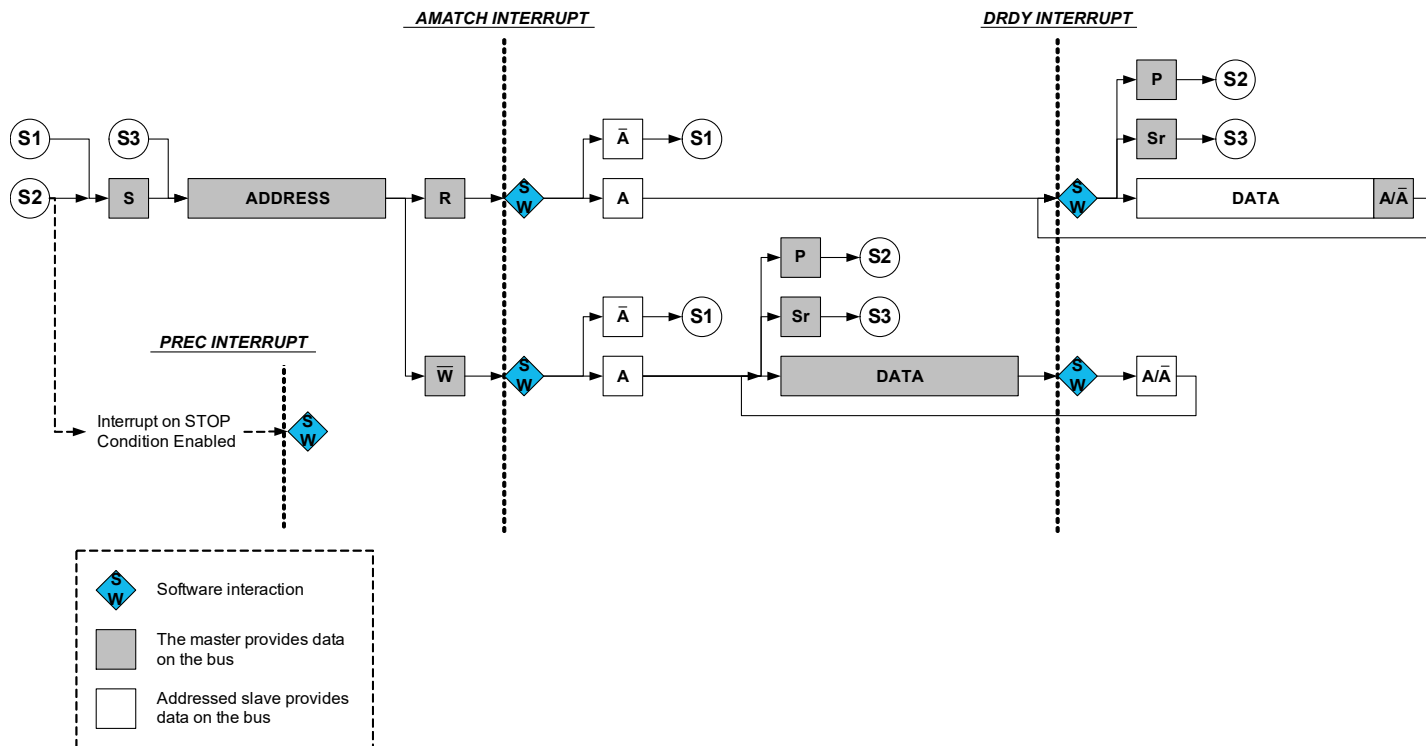 AMATCH INTERRUPT
DRDY INTERRUPT
P
S2
S1
S3
A̅
S1
Sr
S3
S2
S
ADDRESS
R
S
W
A
S
W
DATA
A/A̅
P
S2
A̅
S1
Sr
S3
PREC INTERRUPT
W̅
S
W
A
DATA
S
W
A/A̅
Interrupt on STOP
Condition Enabled
S
W
S
W
Software interaction
The master provides data
on the bus
Addressed slave provides
data on the bus